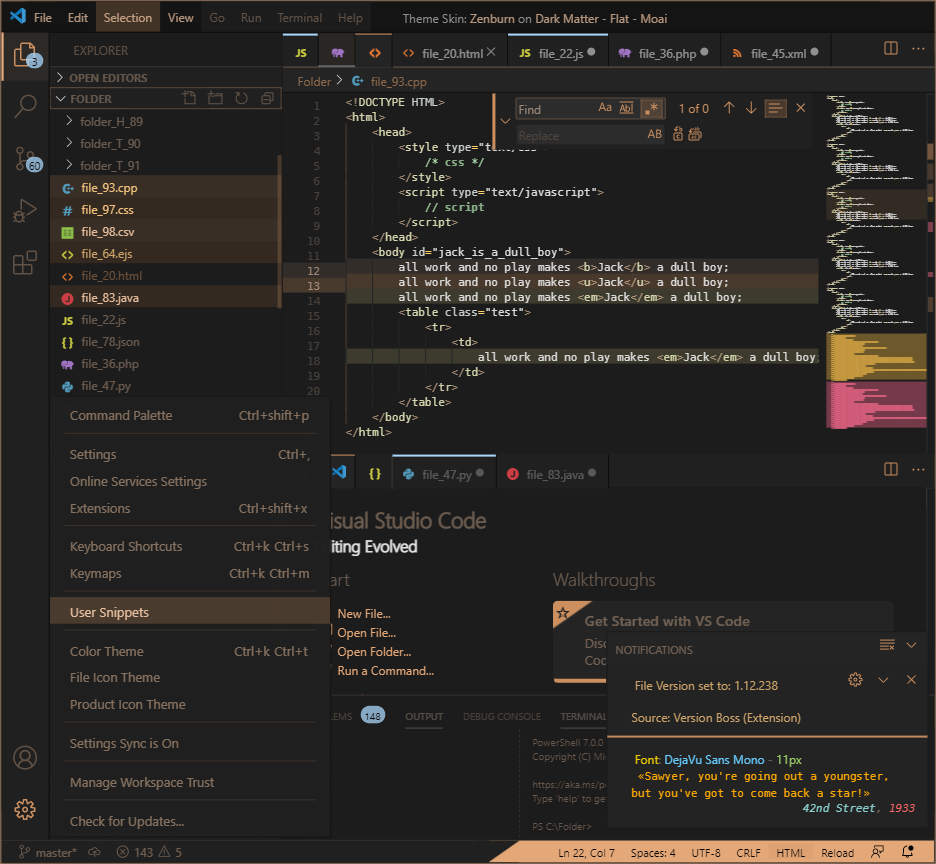 File Edit Selection View Go Run Terminal Help Theme Skin: Zenburn on Dark Matter - Flat - Moai
EXPLORER
3
OPEN EDITORS
FOLDER
folder_H_89
folder_T_90
folder_T_91
file_93.cpp
file_97.css
file_98.csv
file_64.ejs
file_20.html
file_83.java
file_22.js
file_78.json
file_36.php
file_47.py
60
JS file_20.html JS file_22.js file_36.php file_45.xml
Folder > file_93.cpp
Find Aa Abl .* 1 of 0
Replace AB
1 <!DOCTYPE HTML>
2 <html>
3 <head>
4 <style type="text/css"
5 /* css */
6 </style>
7 <script type="text/javascript">
8 // script
9 </script>
10 </head>
11 <body id="jack_is_a_dull_boy">
12 all work and no play makes <b>Jack</b> a dull boy;
13 all work and no play makes <u>Jack</u> a dull boy;
14 all work and no play makes <em>Jack</em> a dull boy;
15 <table class="test">
16 <tr>
17 <td>
18 all work and no play makes <em>Jack</em> a dull boy;
19 </td>
20 </tr>
</table>
</body>
</html>
Command Palette Ctrl+shift+p
Settings Ctrl+,
Online Services Settings
Extensions Ctrl+shift+x
Keyboard Shortcuts Ctrl+k Ctrl+s
Keymaps Ctrl+k Ctrl+m
User Snippets
Color Theme Ctrl+k Ctrl+t
File Icon Theme
Product Icon Theme
Settings Sync is On
Manage Workspace Trust
Check for Updates...
{} file_47.py file_83.java
isual Studio Code
iting Evolved
art
New File...
Open File...
Open Folder...
Run a Command...
Walkthroughs
Get Started with VS Code
Disc
Coc
LEMS 148 OUTPUT DEBUG CONSOLE TERMINAL
PowerShell 7.0.0
Copyright (C) Mi
https://aka.ms/p
Type 'help' to ge
PS C:\Folder>
NOTIFICATIONS
File Version set to: 1.12.238
Source: Version Boss (Extension)
Font: DejaVu Sans Mono - 11px
«Sawyer, you're going out a youngster,
but you've got to come back a star!»
42nd Street, 1933
master* 143 5 Ln 22, Col 7 Spaces: 4 UTF-8 CRLF HTML Reload